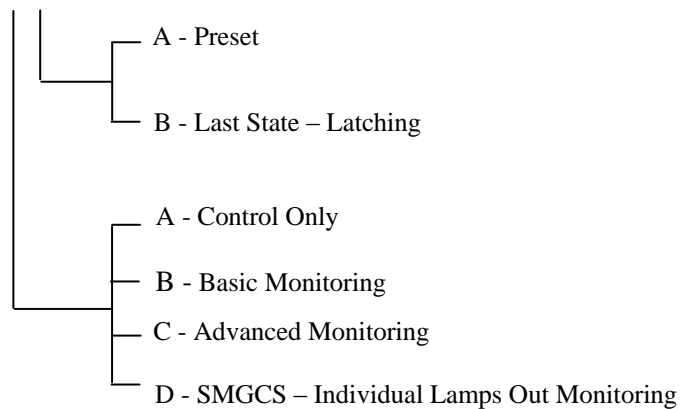 A - Preset
B - Last State – Latching
A - Control Only
B - Basic Monitoring
C - Advanced Monitoring
D - SMGCS – Individual Lamps Out Monitoring